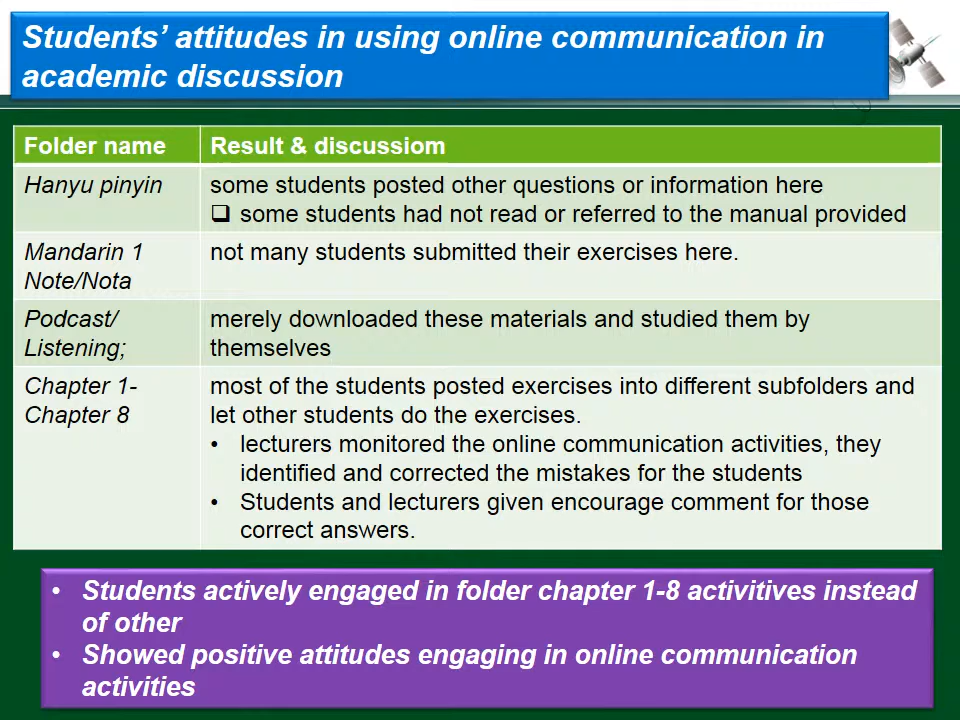 Students’ attitudes in using online communication in
academic discussion
Folder name
Result & discussiom
Hanyu pinyin
some students posted other questions or information here
❑ some students had not read or referred to the manual provided
Mandarin 1
Note/Nota
not many students submitted their exercises here.
Podcast/
Listening;
merely downloaded these materials and studied them by
themselves
Chapter 1-
Chapter 8
most of the students posted exercises into different subfolders and
let other students do the exercises.
• lecturers monitored the online communication activities, they
identified and corrected the mistakes for the students
• Students and lecturers given encourage comment for those
correct answers.
• Students actively engaged in folder chapter 1-8 activitives instead
of other
• Showed positive attitudes engaging in online communication
activities